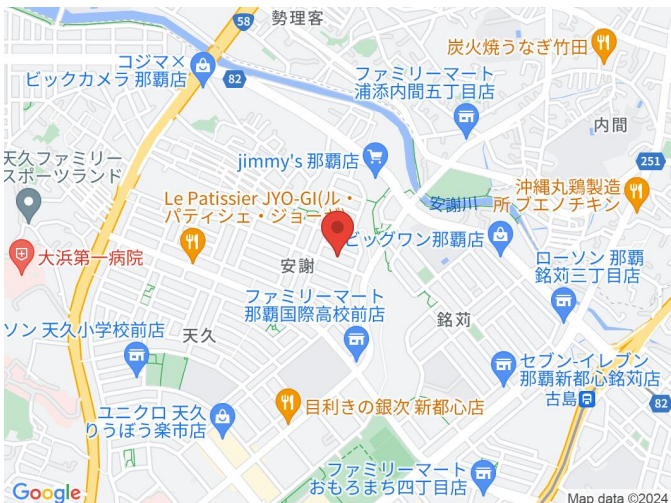 58
勢理客
炭火焼うなぎ竹田
コジマ×
ビックカメラ 那覇店
82
ファミリーマート
浦添内間五丁目店
内間
天久ファミリー
スポーツランド
jimmy's 那覇店
251
Le Patissier JYO-GI(ル・
パティシェ・ジョーギ)
安謝川
沖縄丸鶏製造
所 ブエノチキン
ビッグワン那覇店
大浜第一病院
安謝
ローソン 那覇
銘苅三丁目店
ファミリーマート
那覇国際高校前店
銘苅
ソン 天久小学校前店
天久
セブン-イレブン
那覇新都心銘苅店
古島
82
目利きの銀次 新都心店
ユニクロ 天久
りうぼう楽市店
ファミリーマート
おもろまち四丁目店
Google
Map data ©2024